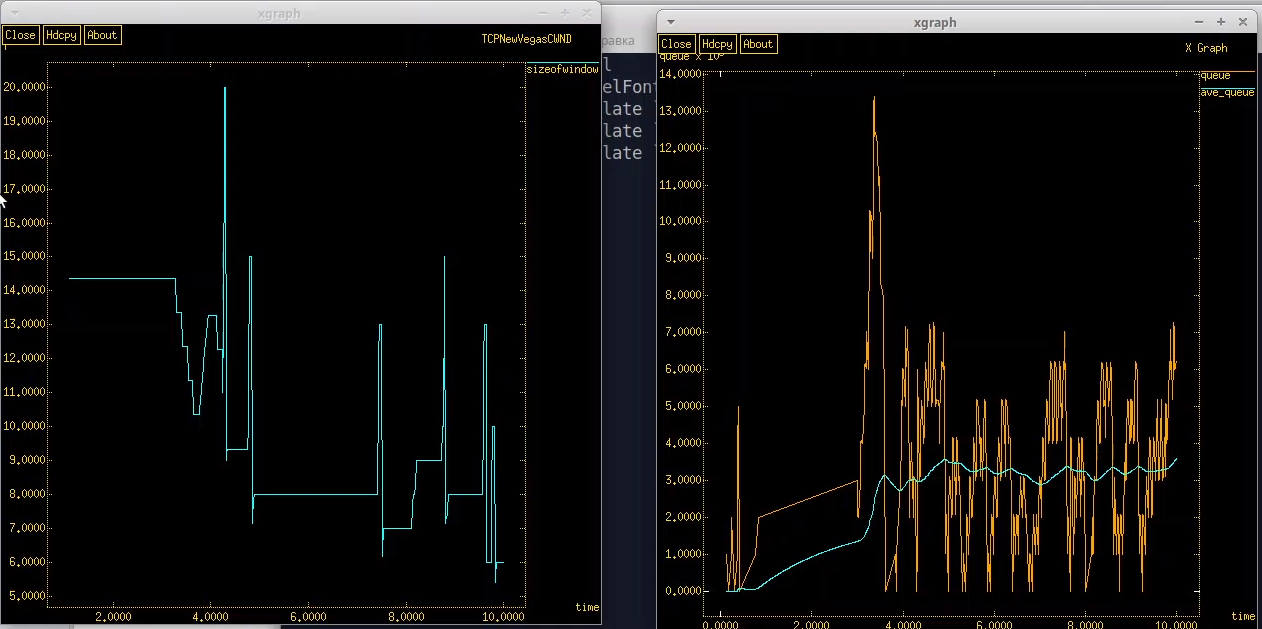 xgraph
Close Hdcpy About
TCPNewVegasCWND
sizeofwindow
20.0000
19.0000
18.0000
17.0000
16.0000
15.0000
14.0000
13.0000
12.0000
11.0000
10.0000
9.0000
8.0000
7.0000
6.0000
5.0000
time
2.0000 4.0000 6.0000 8.0000 10.0000
равка
l
elFon
late
late
late
xgraph
Close Hdcpy About
X Graph
queue x 10
queue
ave_queue
14.0000
13.0000
12.0000
11.0000
10.0000
9.0000
8.0000
7.0000
6.0000
5.0000
4.0000
3.0000
2.0000
1.0000
0.0000
time
0.0000 2.0000 4.0000 6.0000 8.0000 10.0000